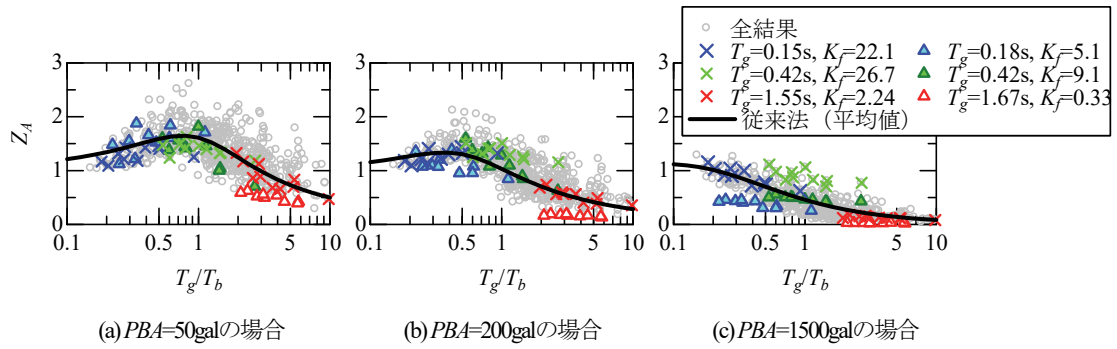 全結果
T_g=0.15s, K_f=22.1
T_g=0.18s, K_f=5.1
T_g=0.42s, K_f=26.7
T_g=0.42s, K_f=9.1
T_g=1.55s, K_f=2.24
T_g=1.67s, K_f=0.33
従来法（平均値）
Z_A
3
2
1
0
0.1 0.5 1 5 10
T_g/T_b
(a) PBA=50galの場合
3
2
1
0
0.1 0.5 1 5 10
T_g/T_b
(b) PBA=200galの場合
3
2
1
0
0.1 0.5 1 5 10
T_g/T_b
(c) PBA=1500galの場合